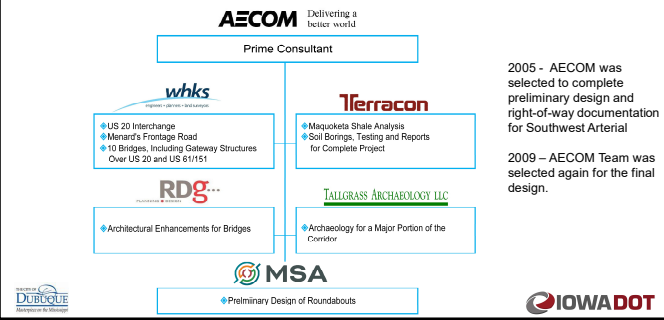 AECOM
Delivering a
better world
Prime Consultant
whks
engineers + planners + land surveyors
US 20 Interchange
Menard's Frontage Road
10 Bridges, Including Gateway Structures
Over US 20 and US 61/151
Terracon
Maquoketa Shale Analysis
Soil Borings, Testing and Reports
for Complete Project
RDg...
PLANNING • DESIGN
Architectural Enhancements for Bridges
TALLGRASS ARCHAEOLOGY LLC
Archaeology for a Major Portion of the
Corridor
MSA
Prelmiinary Design of Roundabouts
2005 - AECOM was
selected to complete
preliminary design and
right-of-way documentation
for Southwest Arterial
2009 – AECOM Team was
selected again for the final
design.
THE CITY OF
DUBUQUE
Masterpiece on the Mississippi
IOWADOT